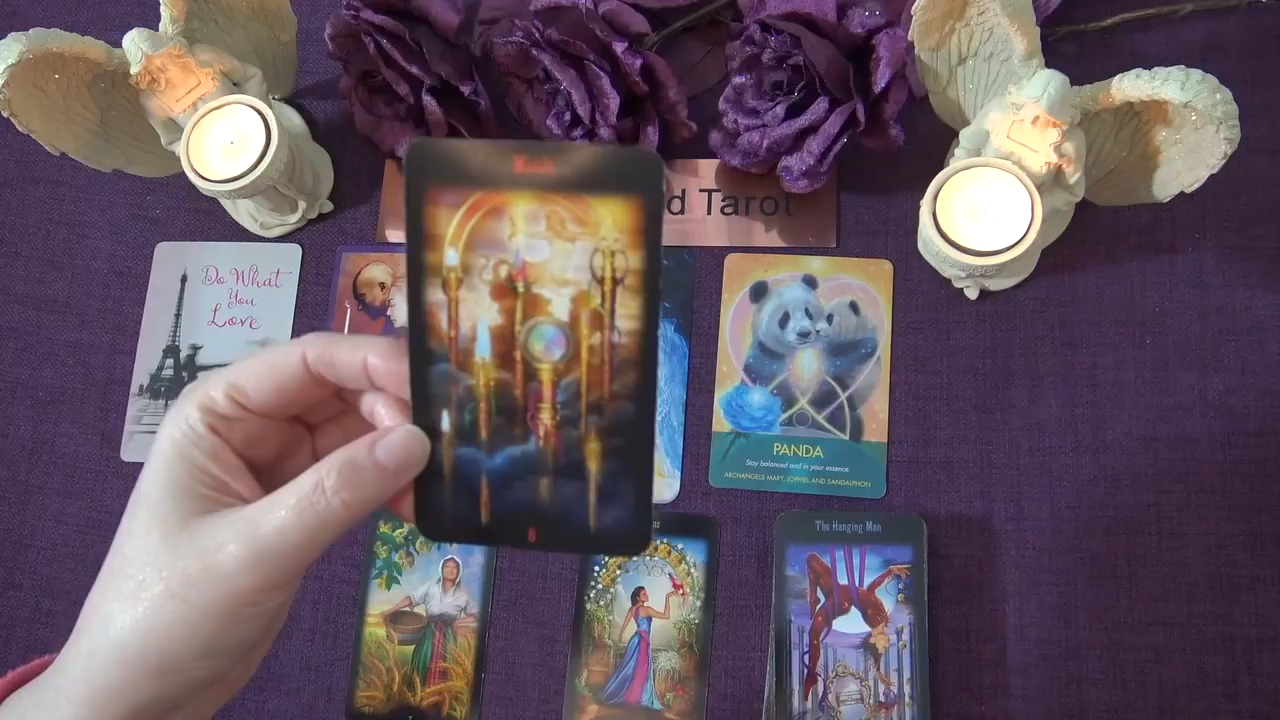 d Tarot
Do What
You
Love
PANDA
Stay balanced and in your essence.
ARCHANGELS MARY, JOPHIEL AND SANDALPHON
The Hanging Man